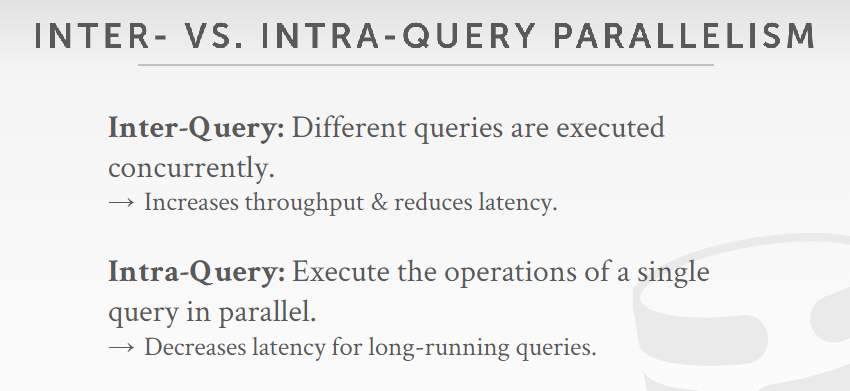 INTER- VS. INTRA-QUERY PARALLELISM
Inter-Query: Different queries are executed
concurrently.
→ Increases throughput & reduces latency.
Intra-Query: Execute the operations of a single
query in parallel.
→ Decreases latency for long-running queries.